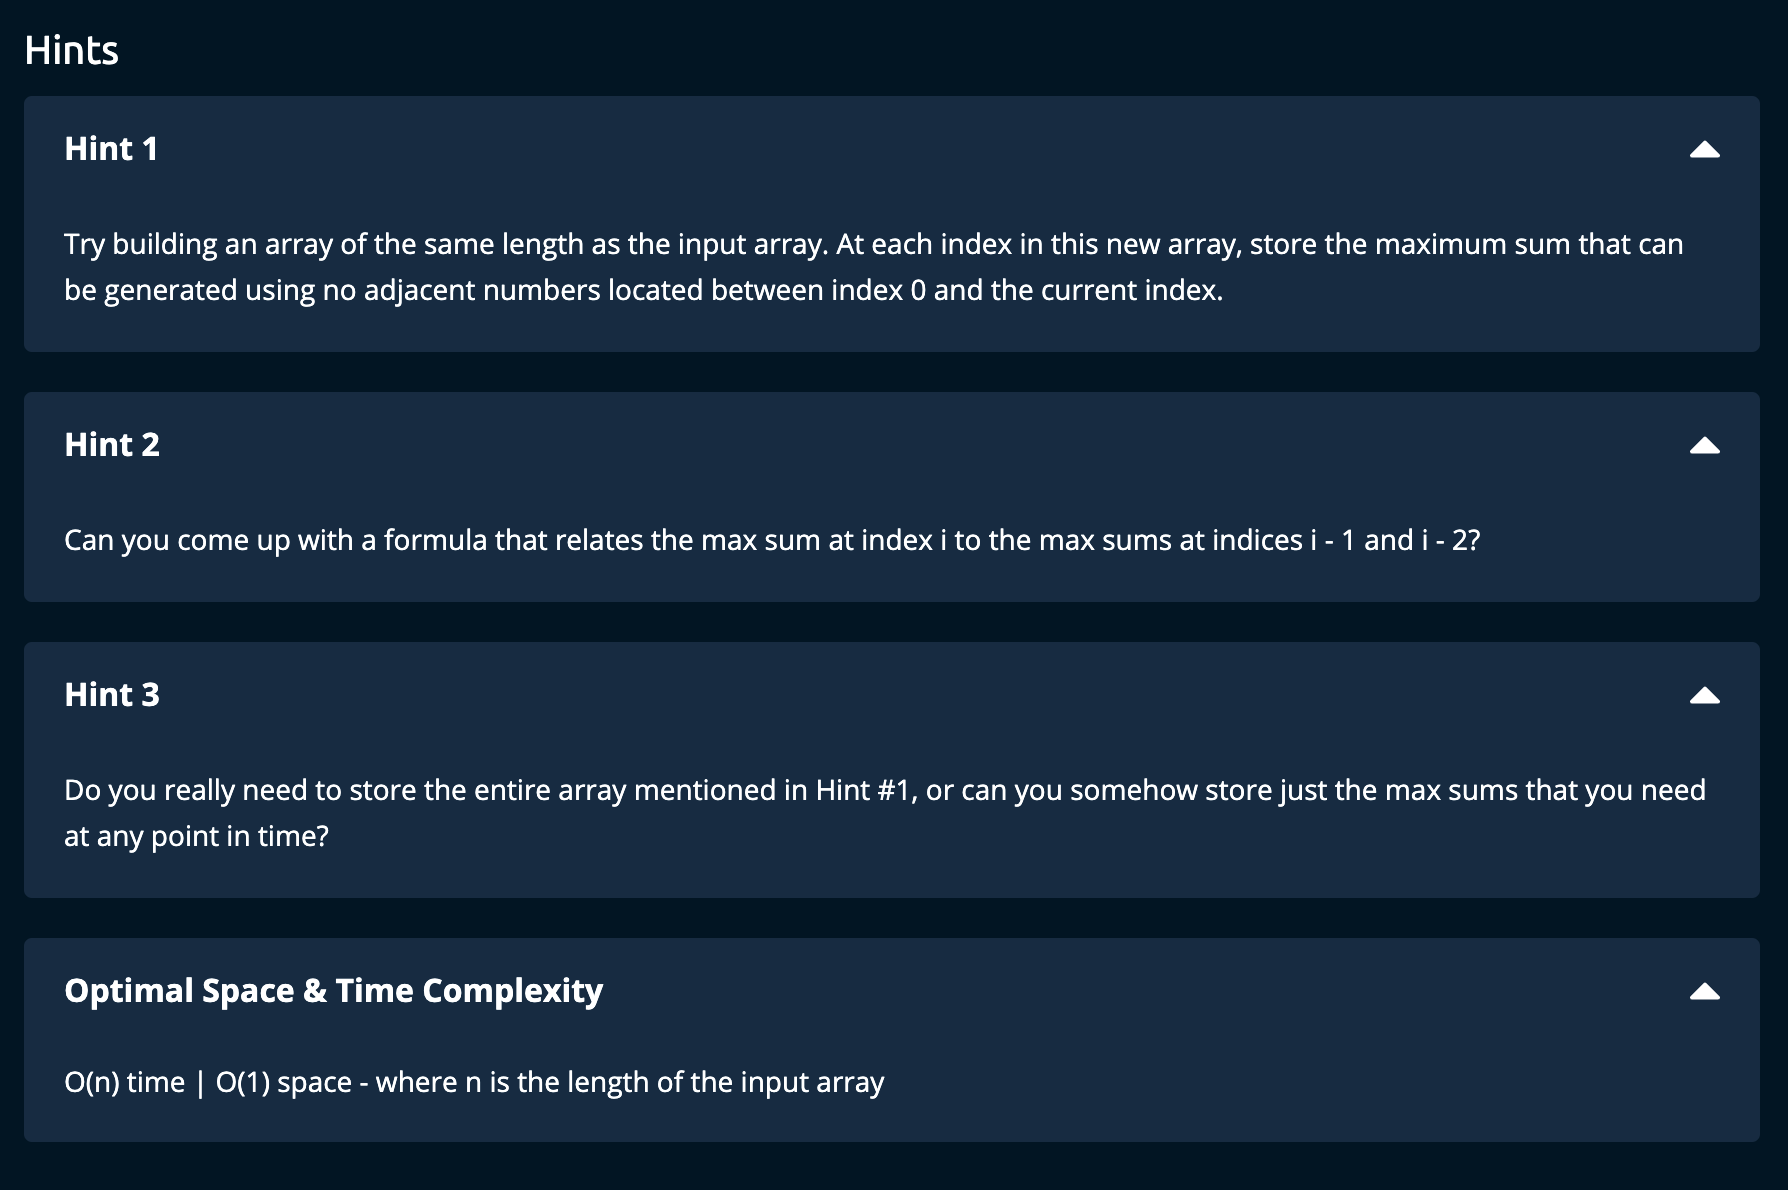 Hints
Hint 1
Try building an array of the same length as the input array. At each index in this new array, store the maximum sum that can
be generated using no adjacent numbers located between index 0 and the current index.
Hint 2
Can you come up with a formula that relates the max sum at index i to the max sums at indices i - 1 and i - 2?
Hint 3
Do you really need to store the entire array mentioned in Hint #1, or can you somehow store just the max sums that you need
at any point in time?
Optimal Space & Time Complexity
O(n) time | O(1) space - where n is the length of the input array